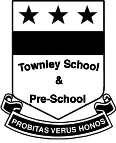 Townley School
&
Pre-School
PROBITAS VERUS HONOS